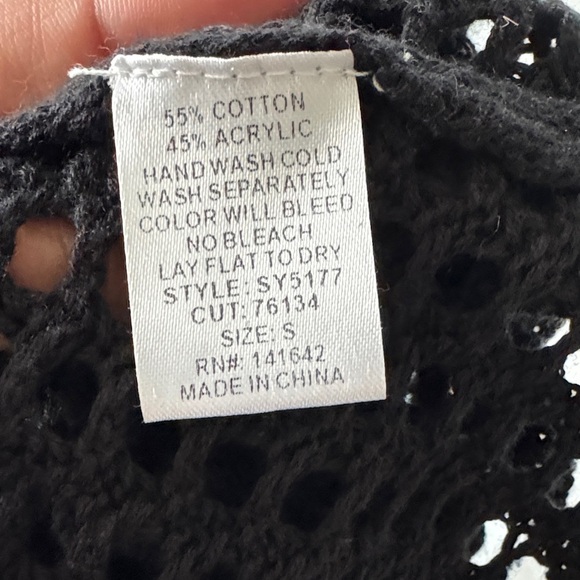 55% COTTON
45% ACRYLIC
HAND WASH COLD
WASH SEPARATELY
COLOR WILL BLEED
NO BLEACH
LAY FLAT TO DRY
STYLE: SY5177
CUT: 76134
SIZE: S
RN#: 141642
MADE IN CHINA